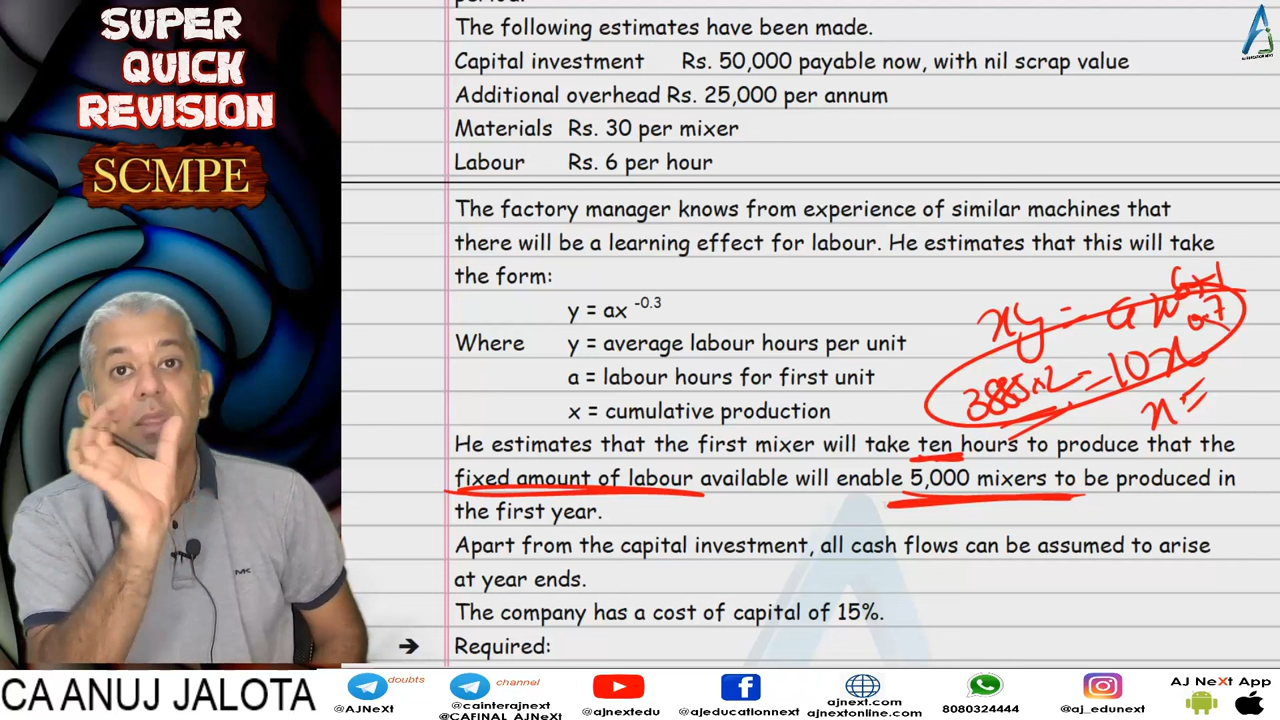 SUPER
QUICK
REVISION
SCMPE
period.
The following estimates have been made.
Capital investment Rs. 50,000 payable now, with nil scrap value
Additional overhead Rs. 25,000 per annum
Materials Rs. 30 per mixer
Labour Rs. 6 per hour
The factory manager knows from experience of similar machines that
there will be a learning effect for labour. He estimates that this will take
the form:
y = ax -0.3
Where y = average labour hours per unit
a = labour hours for first unit
x = cumulative production
xy =
0.7
3885×2 = 10x
x =
He estimates that the first mixer will take ten hours to produce that the
fixed amount of labour available will enable 5,000 mixers to be produced in
the first year.
Apart from the capital investment, all cash flows can be assumed to arise
at year ends.
The company has a cost of capital of 15%.
→ Required:
MK
CA ANUJ JALOTA
doubts
@AJNeXt
channel
@cainterajnext
@CAFINAL_AJNeXt
@ajnextedu
@ajeducationnext
ajnext.com
ajnextonline.com
8080324444
@aj_edunext
AJ NeXt App